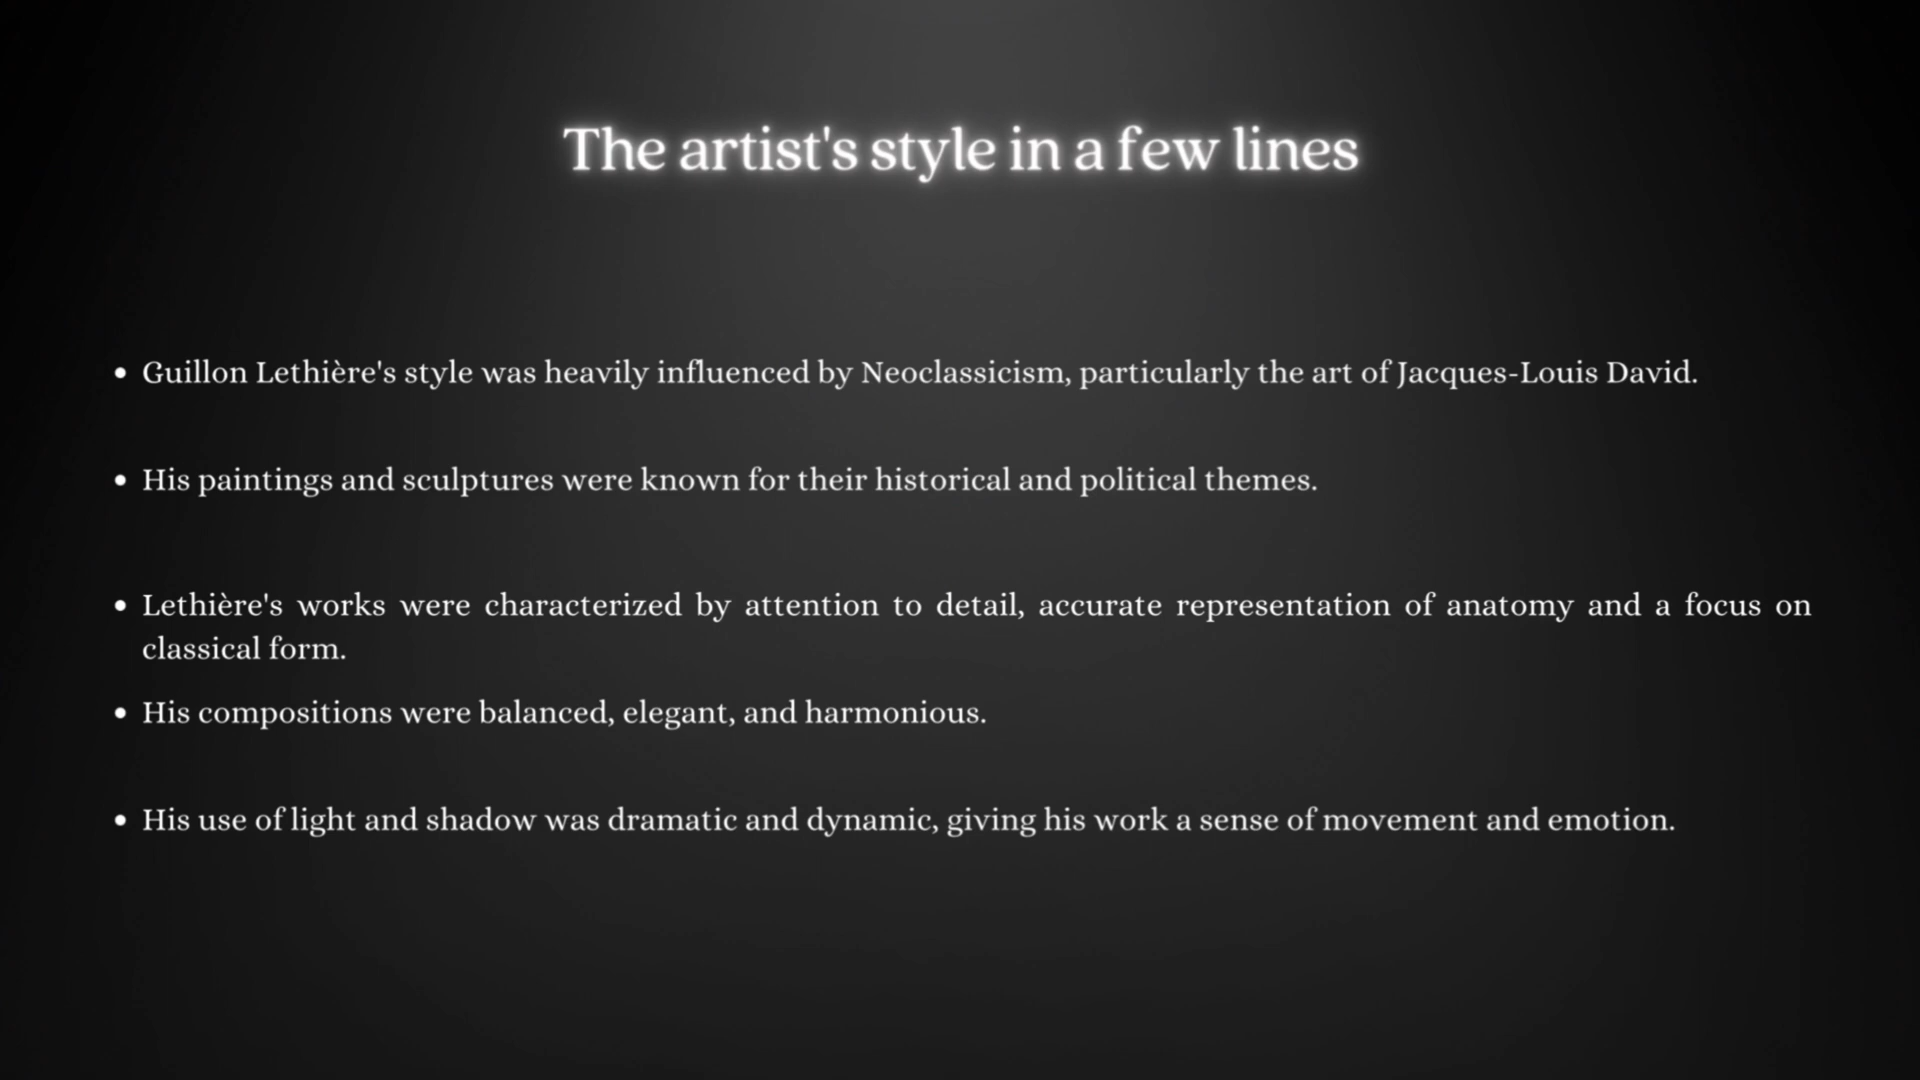 The artist's style in a few lines
• Guillon Lethière's style was heavily influenced by Neoclassicism, particularly the art of Jacques-Louis David.
• His paintings and sculptures were known for their historical and political themes.
• Lethière's works were characterized by attention to detail, accurate representation of anatomy and a focus on
classical form.
• His compositions were balanced, elegant, and harmonious.
• His use of light and shadow was dramatic and dynamic, giving his work a sense of movement and emotion.